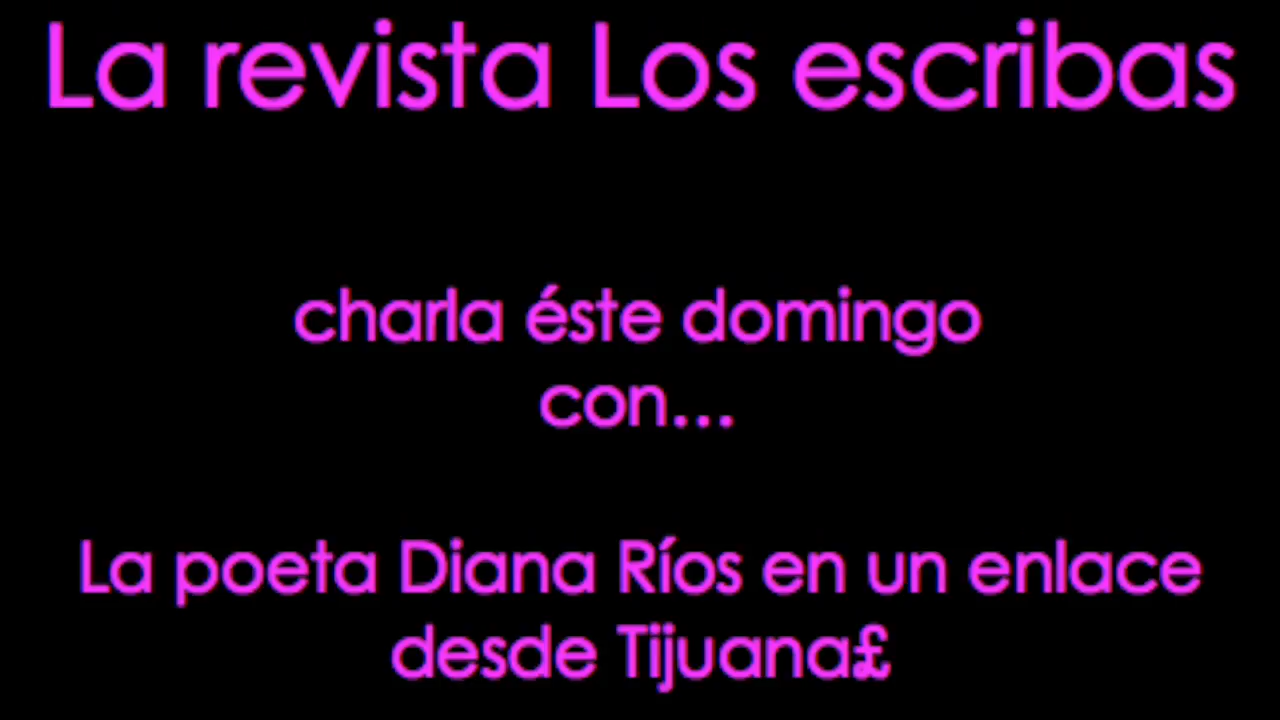 La revista Los escribas
charla éste domingo
con...
La poeta Diana Ríos en un enlace
desde Tijuana£